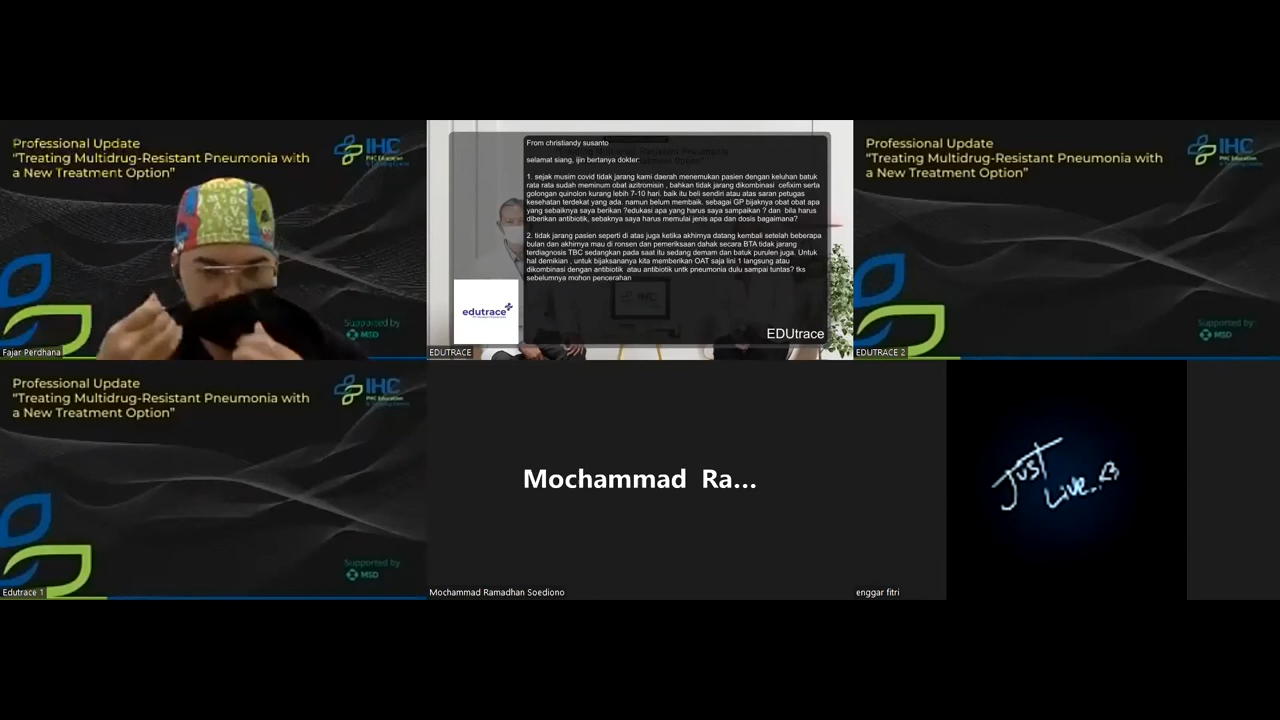 Professional Update
"Treating Multidrug-Resistant Pneumonia with
a New Treatment Option"
IHC
PHC Education
Supported by
MSD
Fajar Perdhana
From christiandy susanto
selamat siang, ijin bertanya dokter:
1. sejak musim covid tidak jarang kami daerah menemukan pasien dengan keluhan batuk
rata rata sudah meminum obat azitromisin , bahkan tidak jarang dikombinasi cefixim serta
golongan quinolon kurang lebih 7-10 hari. baik itu beli sendiri atau atas saran petugas
kesehatan terdekat yang ada. namun belum membaik. sebagai GP bijaknya obat obat apa
yang sebaiknya saya berikan ?edukasi apa yang harus saya sampaikan ? dan bila harus
diberikan antibiotik, sebaknya saya harus memulai jenis apa dan dosis bagaimana?
2. tidak jarang pasien seperti di atas juga ketika akhirnya datang kembali setelah beberapa
bulan dan akhirnya mau di ronsen dan pemeriksaan dahak secara BTA tidak jarang
terdiagnosis TBC sedangkan pada saat itu sedang demam dan batuk purulen juga. Untuk
hal demikian , untuk bijaksananya kita memberikan OAT saja lini 1 langsung atau
dikombinasi dengan antibiotik atau antibiotik untk pneumonia dulu sampai tuntas? tks
sebelumnya mohon pencerahan
edutrace
IHC
EDUtrace
EDUTRACE
Professional Update
"Treating Multidrug-Resistant Pneumonia with
a New Treatment Option"
IHC
PHC Education
Supported by
MSD
EDUTRACE 2
Professional Update
"Treating Multidrug-Resistant Pneumonia with
a New Treatment Option"
IHC
PHC Education
Supported by
MSD
Edutrace 1
Mochammad Ra...
Mochammad Ramadhan Soediono
Just
Live..<3
enggar fitri